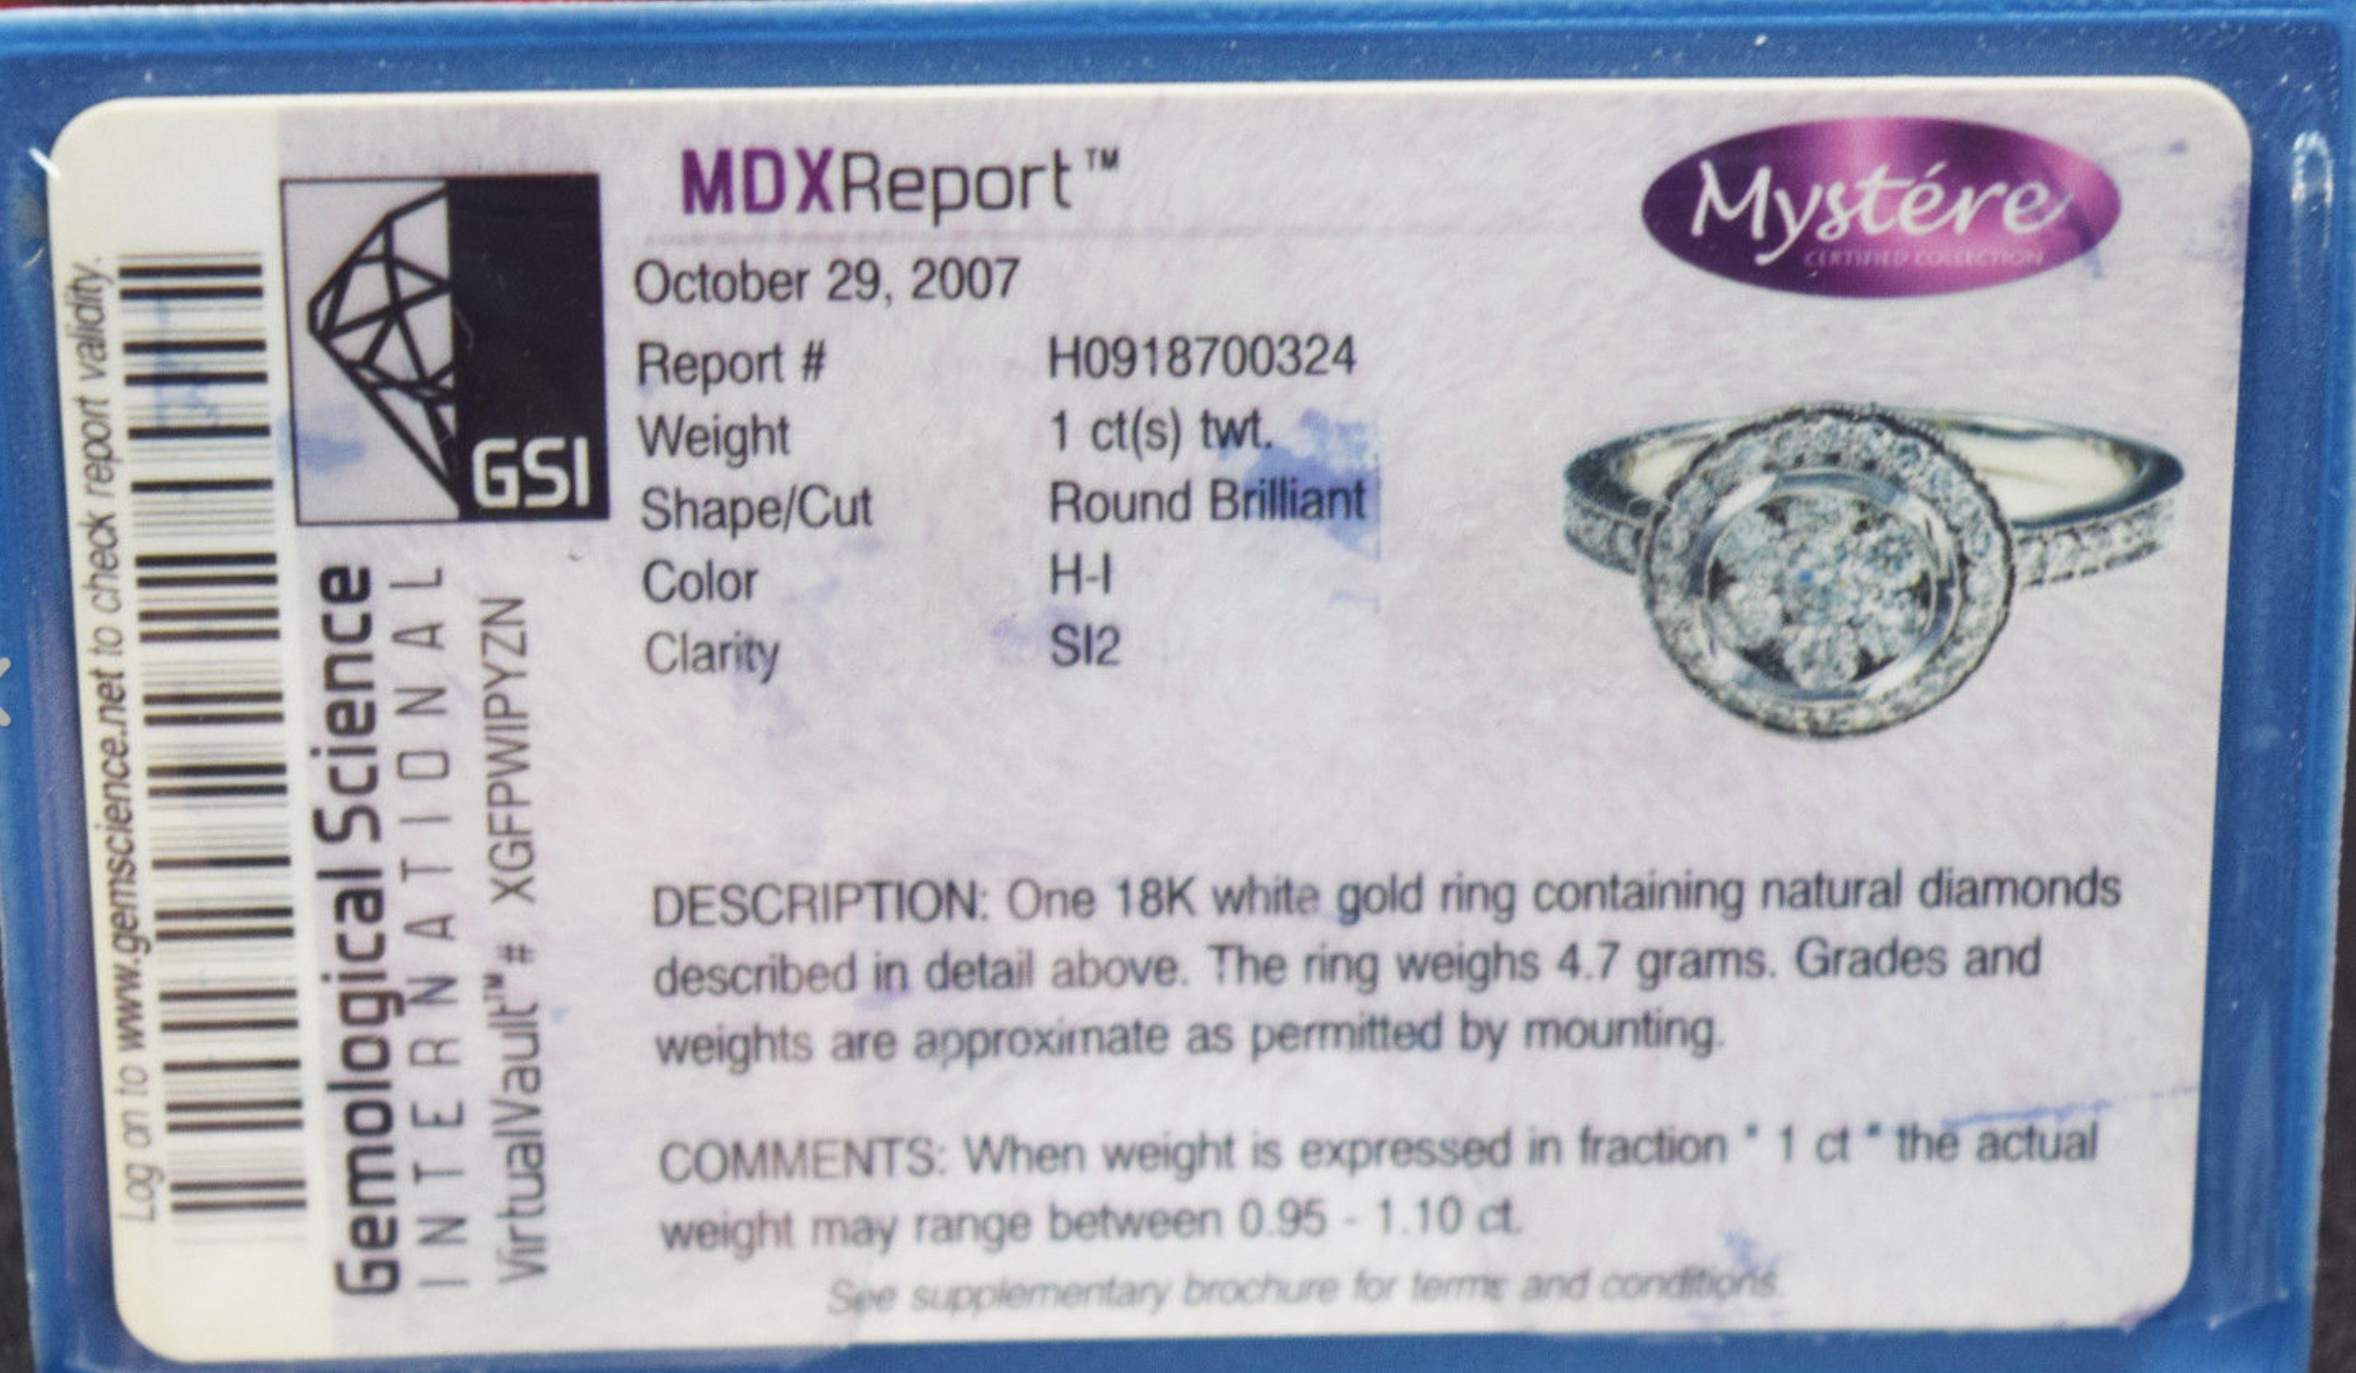 MDXReport™
Mystére
CERTIFIED COLLECTION
October 29, 2007
Report # H0918700324
Weight 1 ct(s) twt.
Shape/Cut Round Brilliant
Color H-I
Clarity SI2
DESCRIPTION: One 18K white gold ring containing natural diamonds
described in detail above. The ring weighs 4.7 grams. Grades and
weights are approximate as permitted by mounting.
COMMENTS: When weight is expressed in fraction " 1 ct " the actual
weight may range between 0.95 - 1.10 ct.
See supplementary brochure for terms and conditions.
GSI
Gemological Science
INTERNATIONAL
VirtualVault™# XGFPWIPYZN
Log on to www.gemscience.net to check report validity.